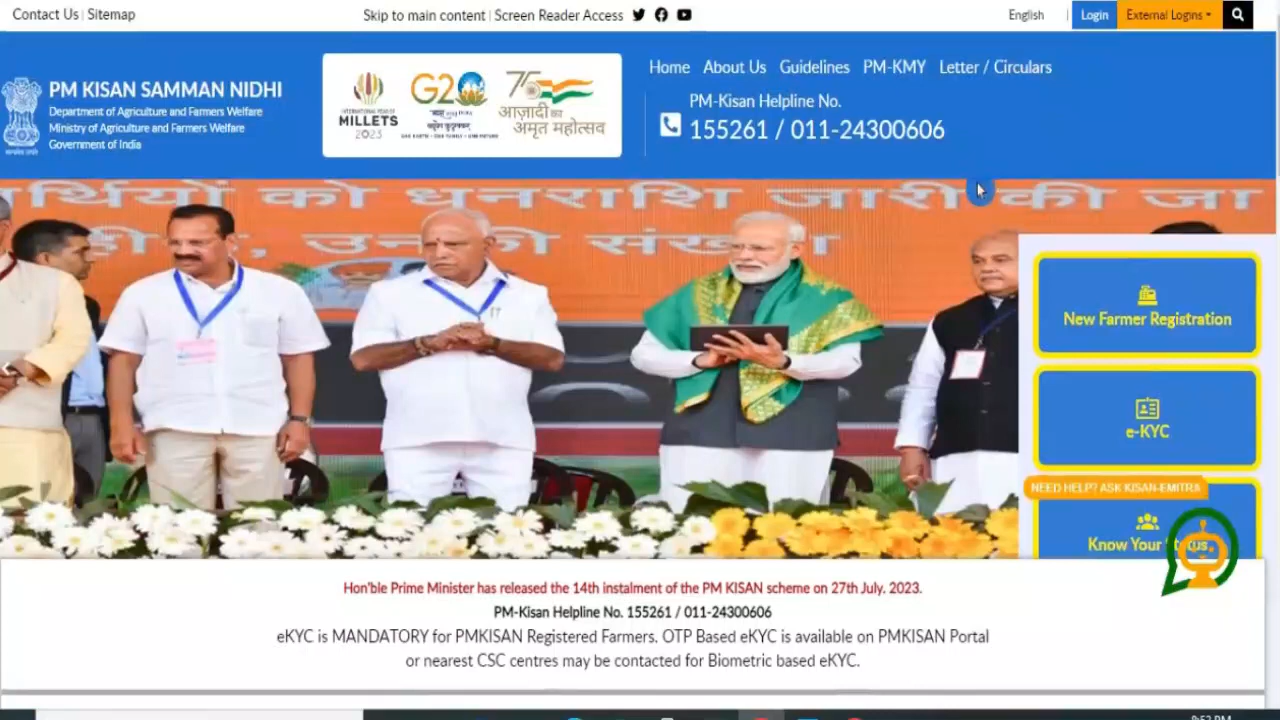 Contact Us | Sitemap
Skip to main content | Screen Reader Access
English
Login
External Logins
PM KISAN SAMMAN NIDHI
Department of Agriculture and Farmers Welfare
Ministry of Agriculture and Farmers Welfare
Government of India
INTERNATIONAL YEAR OF
MILLETS
2023
G20
75
आज़ादी का
अमृत महोत्सव
Home About Us Guidelines PM-KMY Letter / Circulars
PM-Kisan Helpline No.
155261 / 011-24300606
को धनराशि जारी की जा
New Farmer Registration
e-KYC
NEED HELP? ASK KISAN-EMITRA
Know Your
Hon'ble Prime Minister has released the 14th instalment of the PM KISAN scheme on 27th July, 2023.
PM-Kisan Helpline No. 155261 / 011-24300606
eKYC is MANDATORY for PMKISAN Registered Farmers. OTP Based eKYC is available on PMKISAN Portal
or nearest CSC centres may be contacted for Biometric based eKYC.